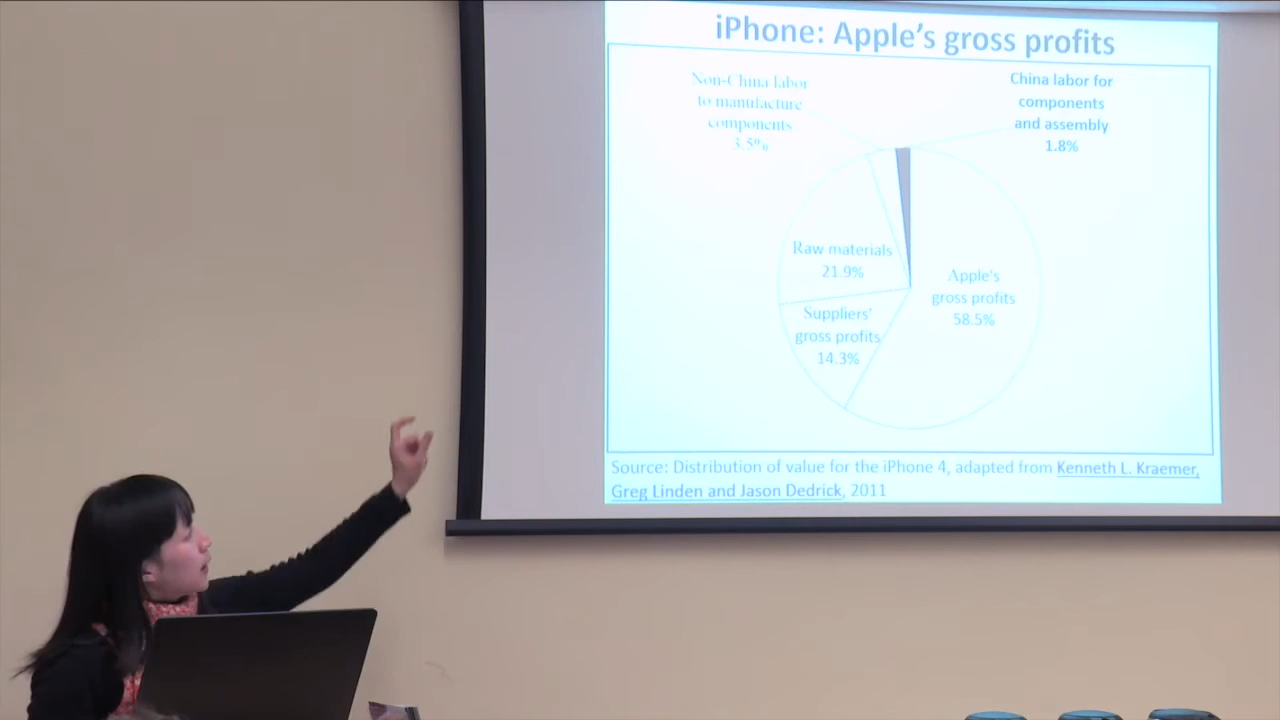 iPhone: Apple's gross profits
Non-China labor
to manufacture
components
3.5%
China labor for
components
and assembly
1.8%
Raw materials
21.9%
Apple's
gross profits
58.5%
Suppliers'
gross profits
14.3%
Source: Distribution of value for the iPhone 4, adapted from Kenneth L. Kraemer,
Greg Linden and Jason Dedrick, 2011